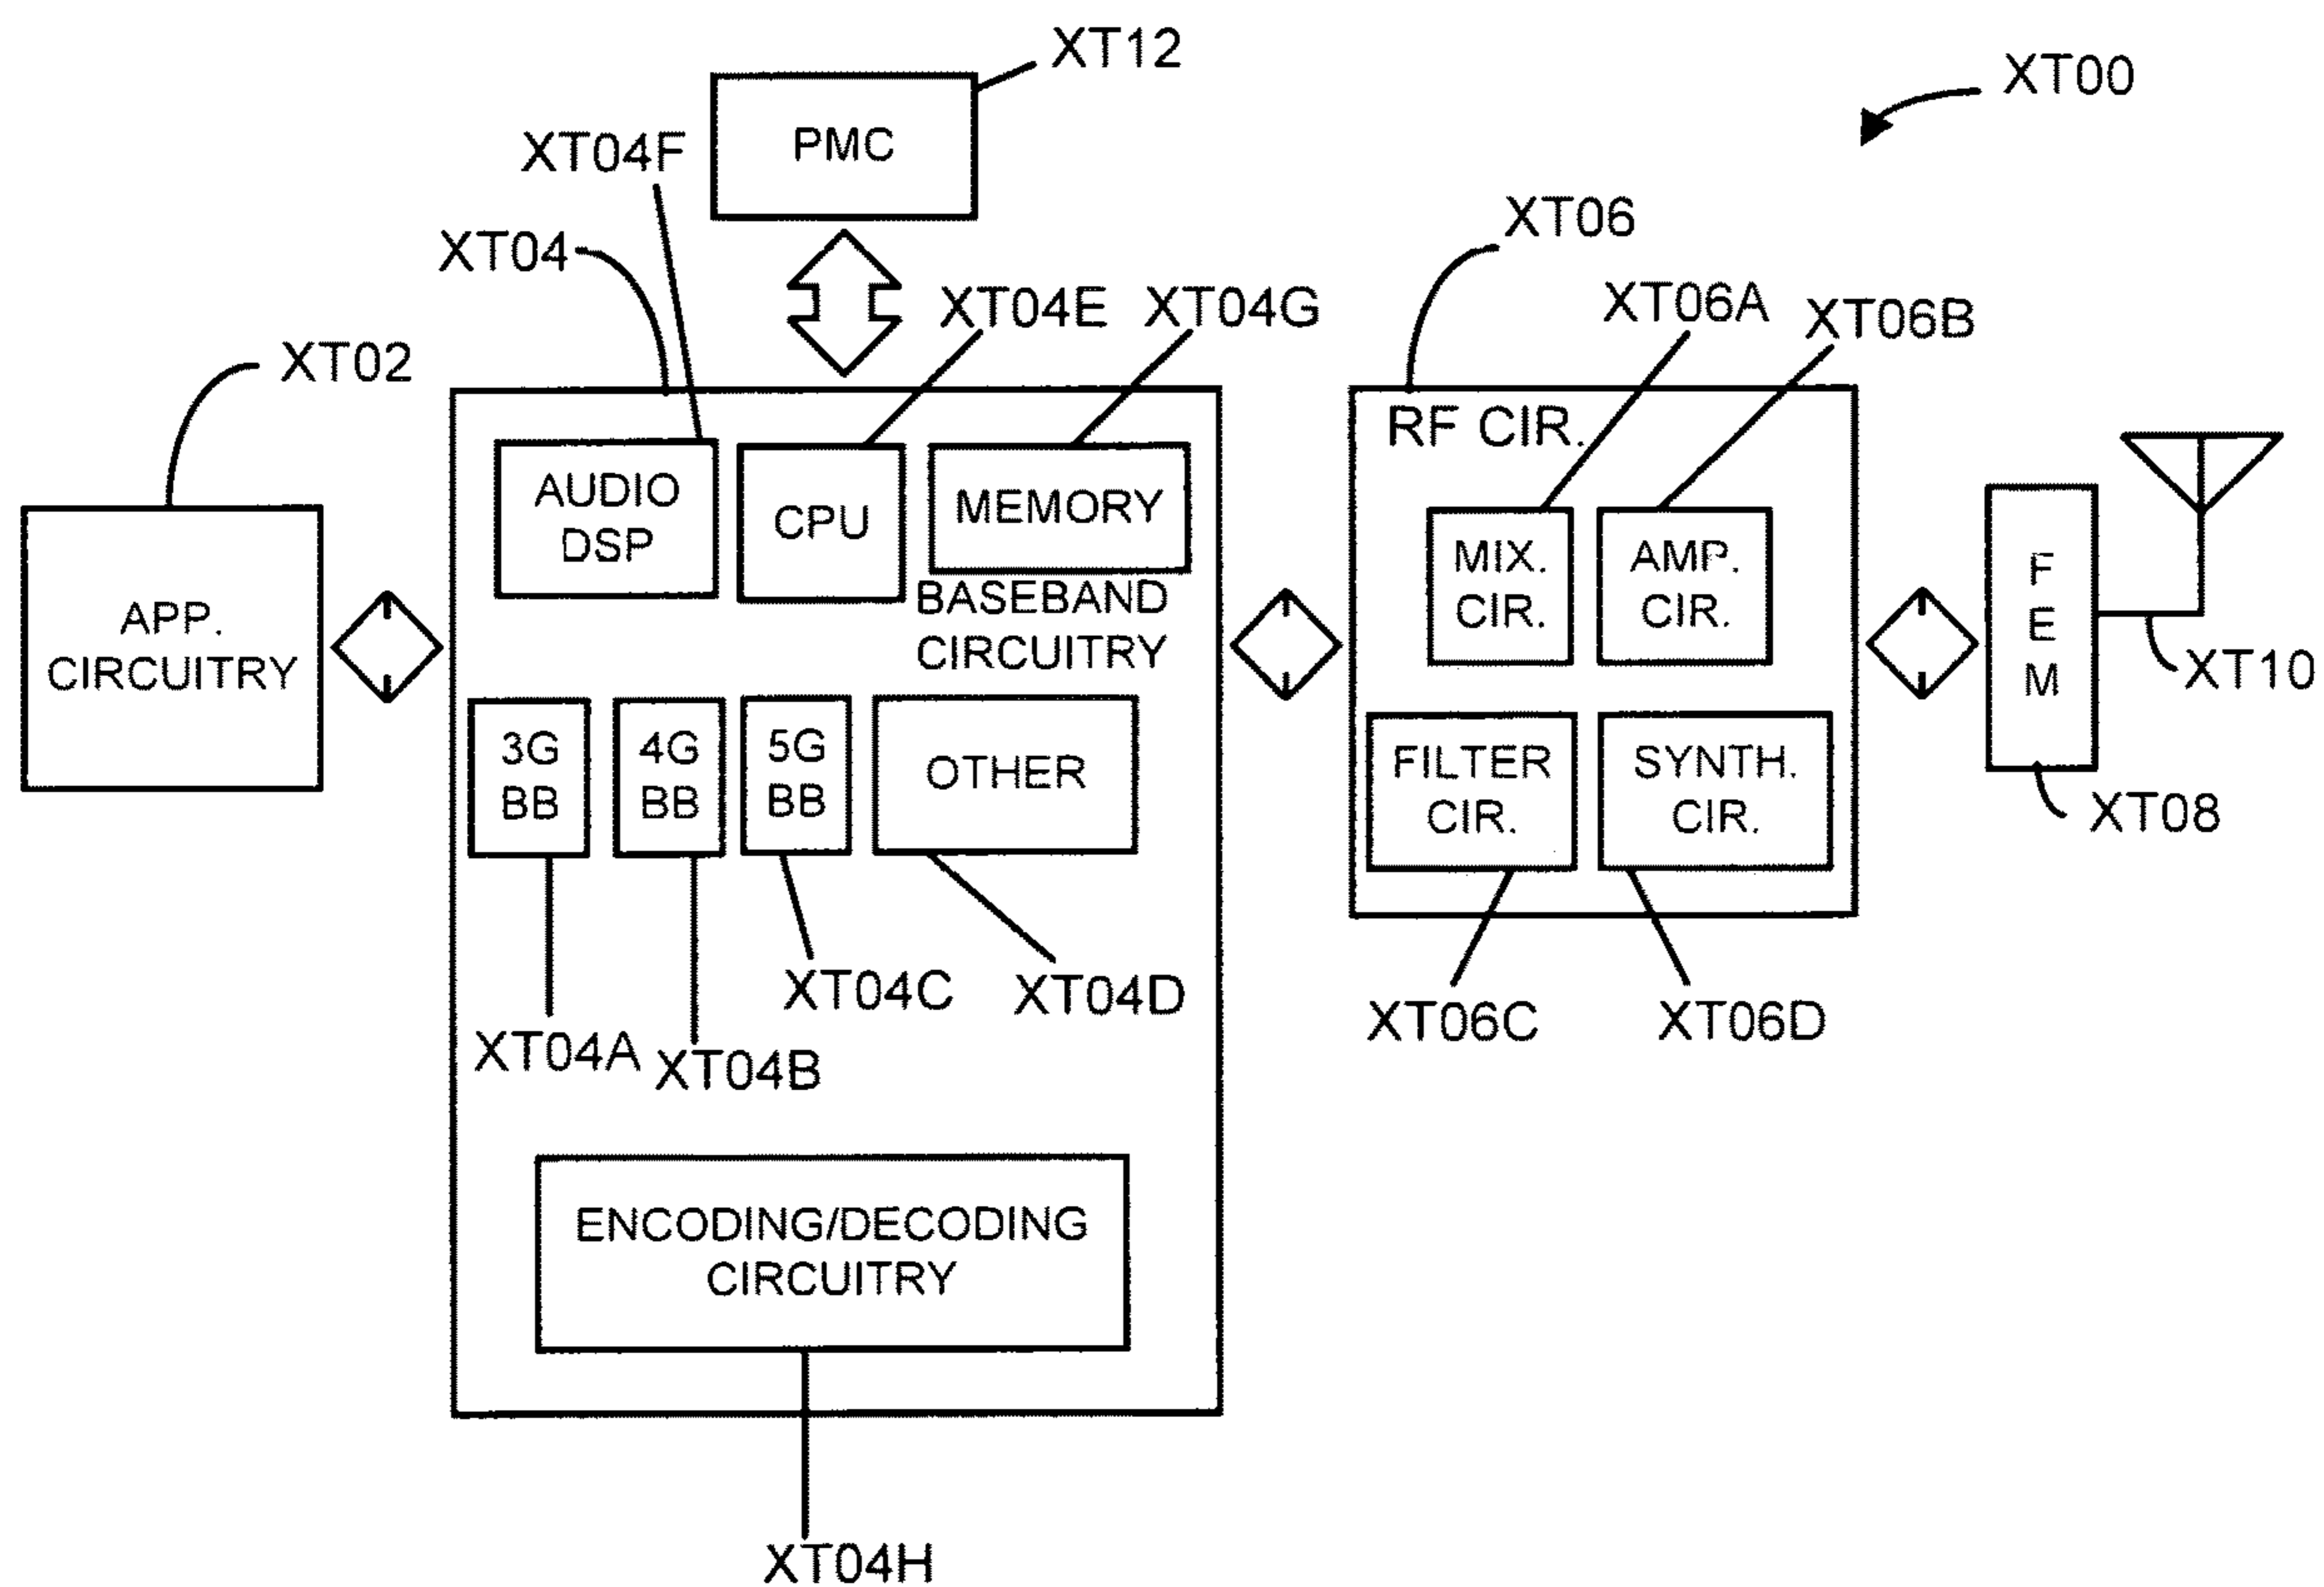 XT12
XT00
PMC
XT04F
XT04
XT06
XT04E
XT04G
XT06A
XT06B
XT02
RF CIR.
AUDIO
DSP
CPU
MEMORY
BASEBAND
CIRCUITRY
MIX.
CIR.
AMP.
CIR.
F
E
M
APP.
CIRCUITRY
XT10
3G
BB
4G
BB
5G
BB
OTHER
FILTER
CIR.
SYNTH.
CIR.
XT08
XT04C
XT04D
XT06C
XT06D
XT04A
XT04B
ENCODING/DECODING
CIRCUITRY
XT04H